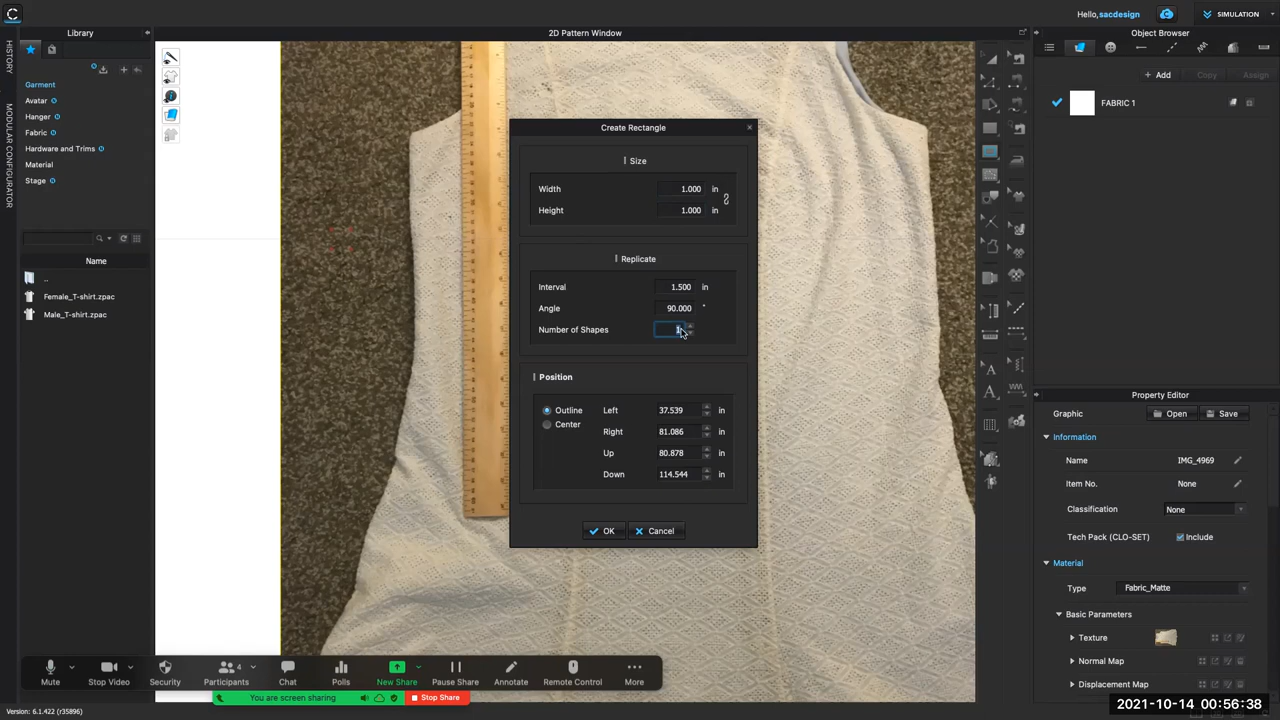 Hello,sacdesign
SIMULATION
Library
2D Pattern Window
Object Browser
HISTORY
MODULAR CONFIGURATOR
Garment
Avatar
Hanger
Fabric
Hardware and Trims
Material
Stage
Name
..
Female_T-shirt.zpac
Male_T-shirt.zpac
Create Rectangle
Size
Width 1.000 in
Height 1.000 in
Replicate
Interval 1.500 in
Angle 90.000 °
Number of Shapes
Position
Outline Left 37.539 in
Center
Right 81.086 in
Up 80.878 in
Down 114.544 in
OK Cancel
+ Add Copy Assign
FABRIC 1
Property Editor
Graphic Open Save
Information
Name IMG_4969
Item No. None
Classification None
Tech Pack (CLO-SET) Include
Material
Type Fabric_Matte
Basic Parameters
Texture
Normal Map
Displacement Map
Mute Stop Video Security Participants 4 Chat Polls New Share Pause Share Annotate Remote Control More
You are screen sharing Stop Share
Version: 6.1.422 (r35896)
2021-10-14 00:56:38